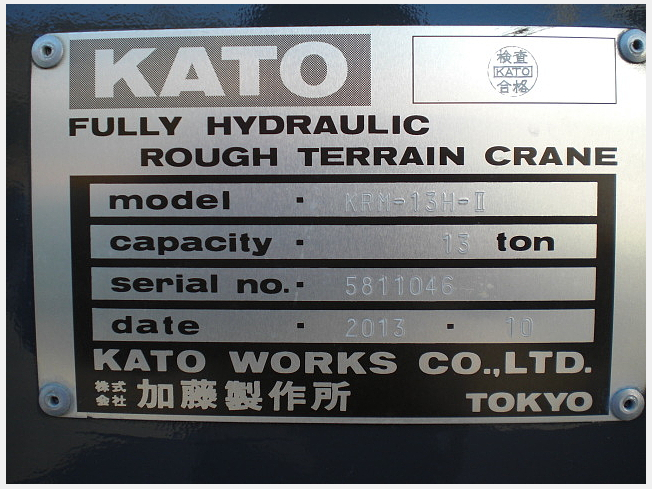 KATO
検査
KATO
合格
FULLY HYDRAULIC
ROUGH TERRAIN CRANE
model · KRM-13H-II
capacity · 13 ton
serial no. · 5811046
date · 2013 · 10
KATO WORKS CO.,LTD.
株式会社 加藤製作所 TOKYO